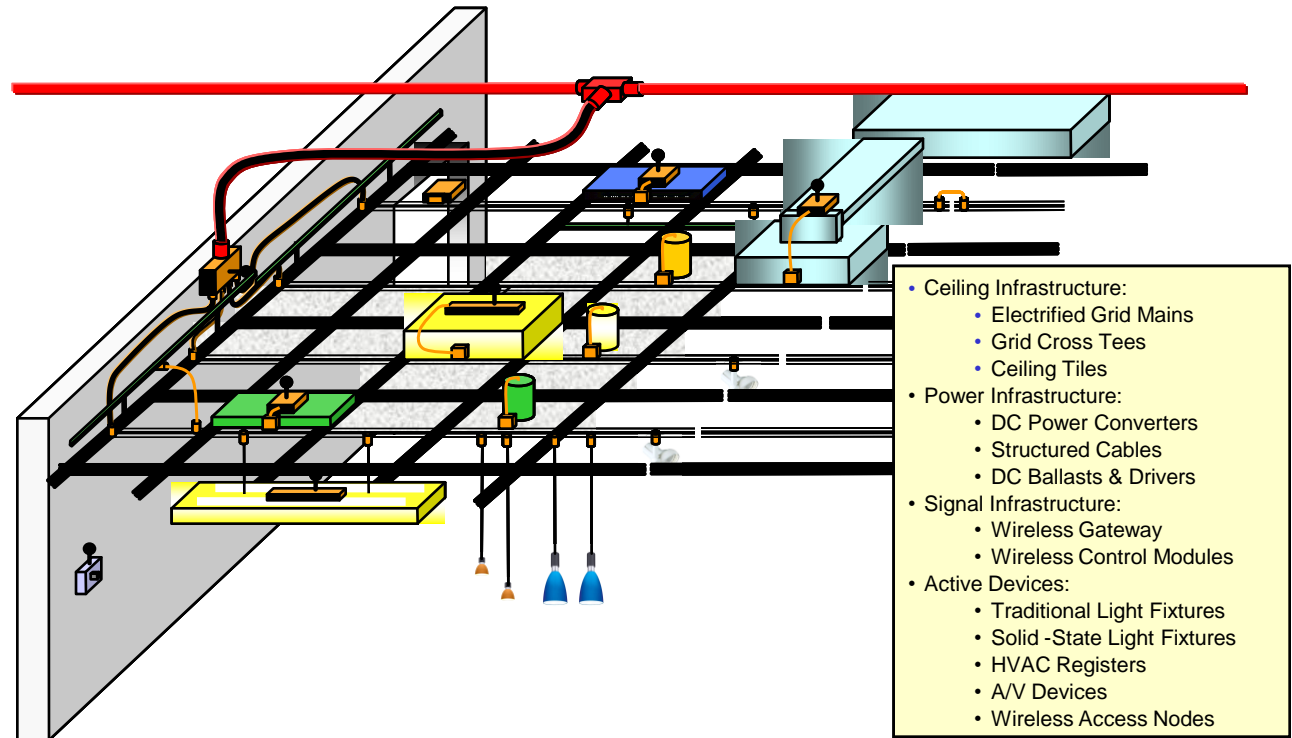 • Ceiling Infrastructure:
• Electrified Grid Mains
• Grid Cross Tees
• Ceiling Tiles
• Power Infrastructure:
• DC Power Converters
• Structured Cables
• DC Ballasts & Drivers
• Signal Infrastructure:
• Wireless Gateway
• Wireless Control Modules
• Active Devices:
• Traditional Light Fixtures
• Solid -State Light Fixtures
• HVAC Registers
• A/V Devices
• Wireless Access Nodes